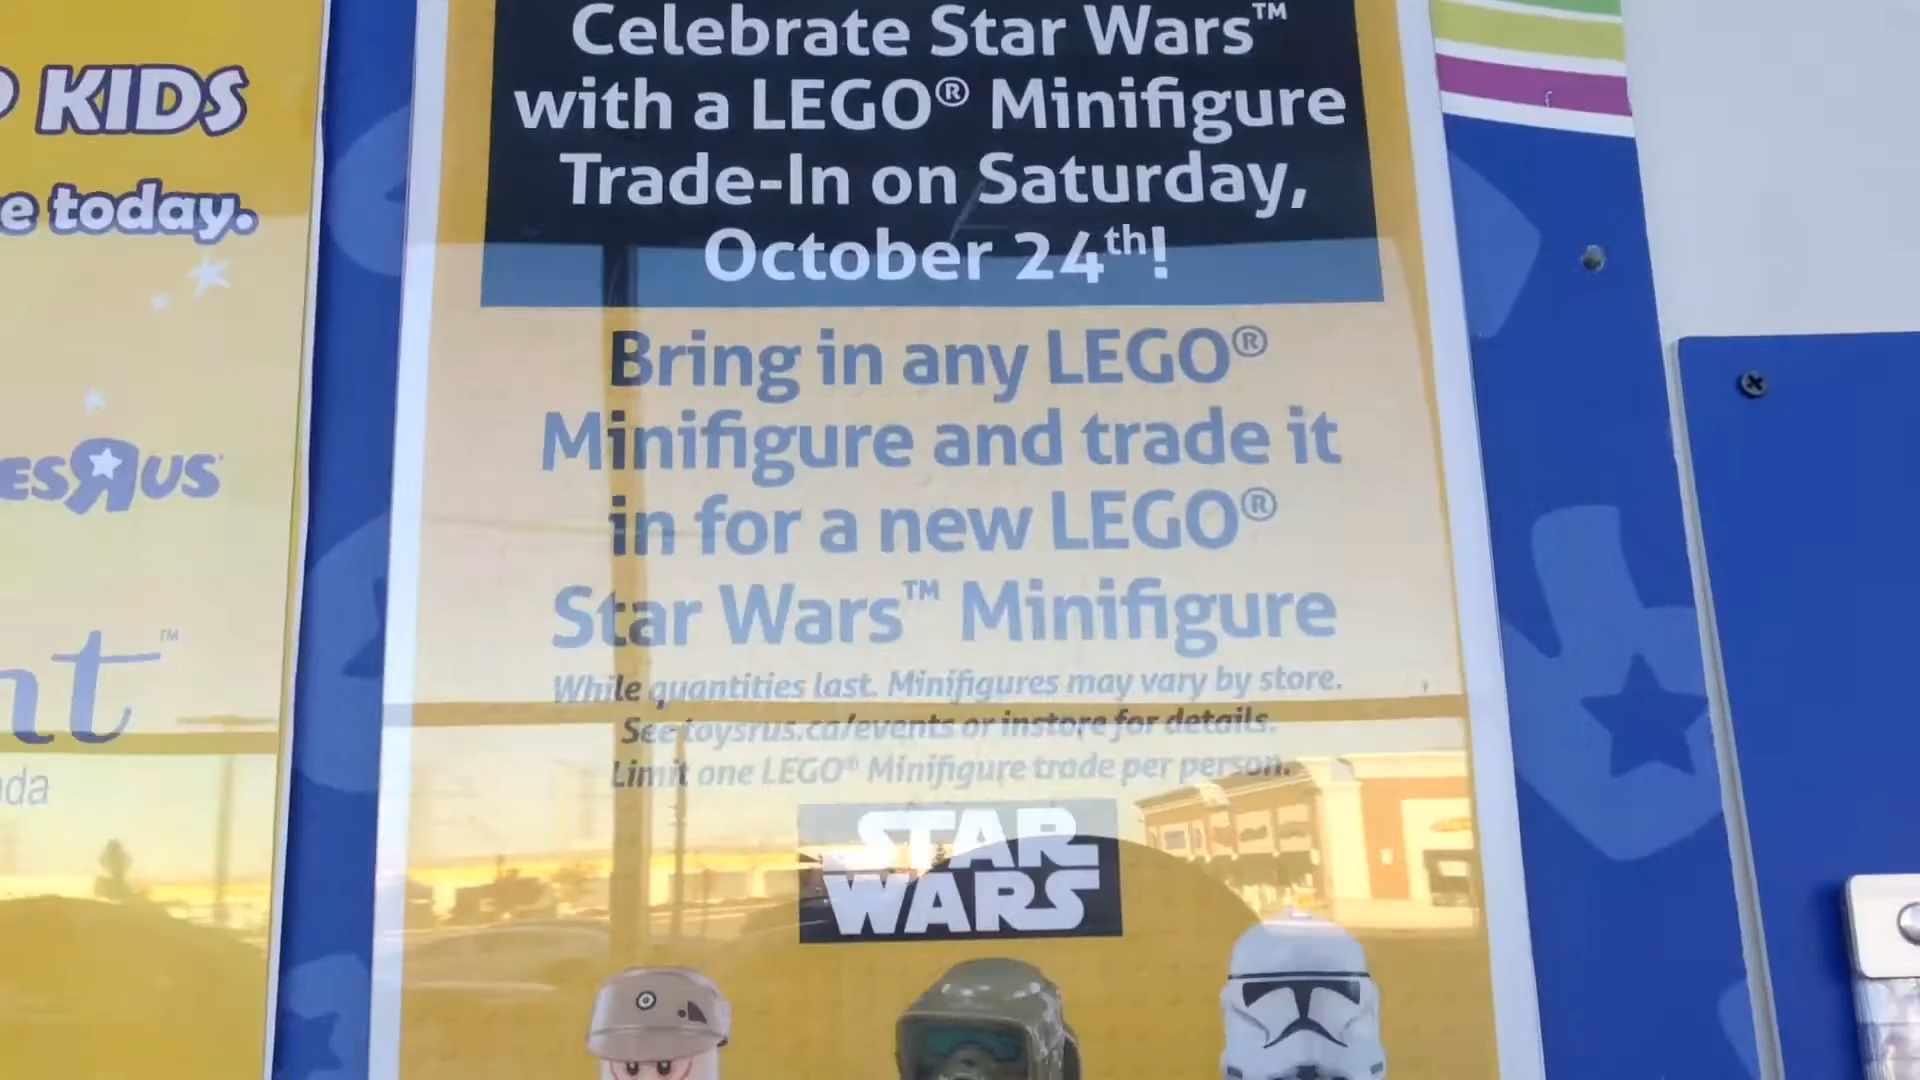 KIDS
e today.
ESRUS
nt™
da
Celebrate Star Wars™
with a LEGO® Minifigure
Trade-In on Saturday,
October 24th!
Bring in any LEGO®
Minifigure and trade it
in for a new LEGO®
Star Wars™ Minifigure
While quantities last. Minifigures may vary by store.
See toysrus.ca/events or instore for details.
Limit one LEGO® Minifigure trade per person.
STAR
WARS